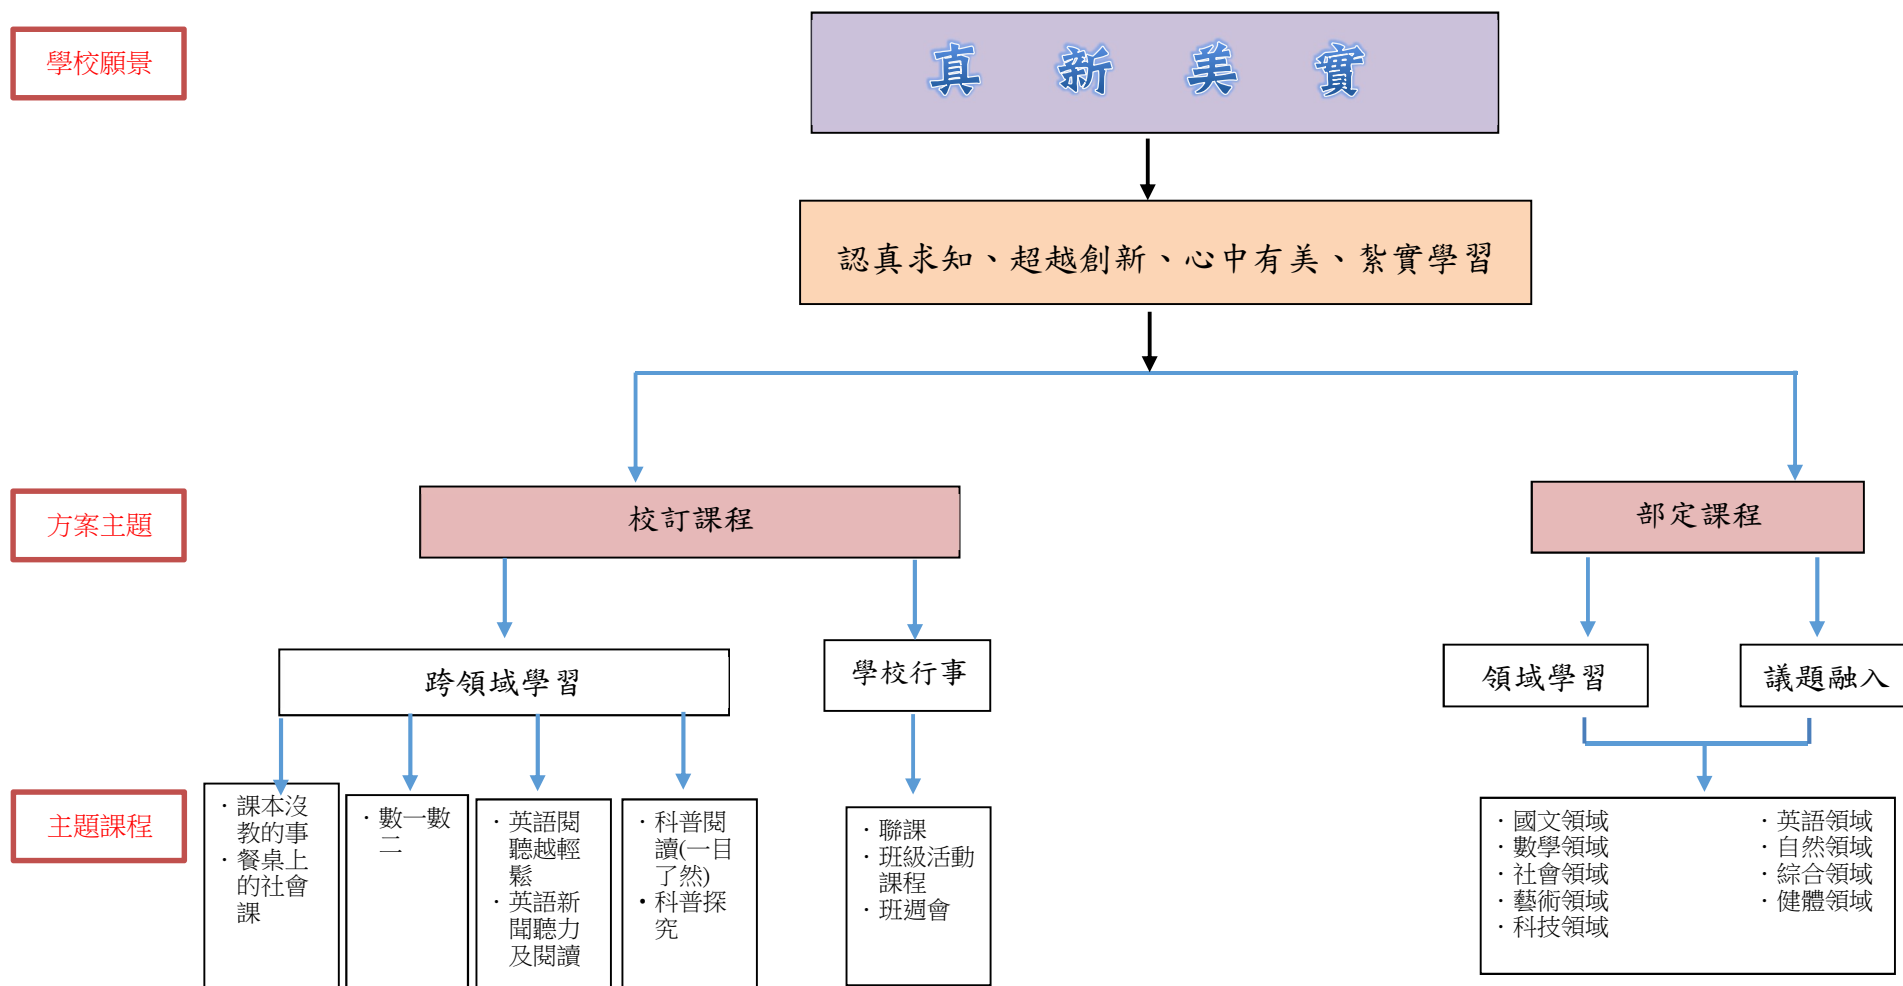 學校願景
真 新 美 實
認真求知、超越創新、心中有美、紮實學習
方案主題
校訂課程
部定課程
跨領域學習
學校行事
領域學習
議題融入
主題課程
· 課本沒
教的事
· 餐桌上
的社會
課
· 數一數
二
· 英語閱
聽越輕
鬆
· 英語新
聞聽力
及閱讀
· 科普閱
讀(一目
了然)
• 科普探
究
· 聯課
· 班級活動
課程
· 班週會
· 國文領域
· 數學領域
· 社會領域
· 藝術領域
· 科技領域
· 英語領域
· 自然領域
· 綜合領域
· 健體領域